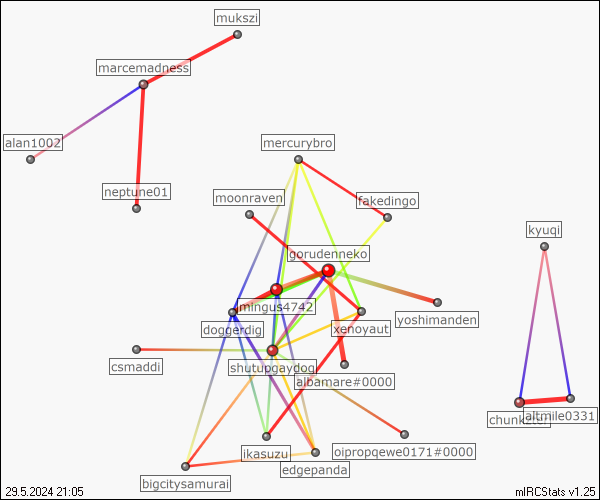 mukszi
marcemadness
alan1002
mercurybro
neptune01
moonraven
fakedingo
kyuqi
gorudenneko
mingus4742
doggerdig
xenoyaut
yoshimanden
csmaddi
shutupgaydog
albamare#0000
altmile0331
ikasuzu
oipropqewe0171#0000
edgepanda
bigcitysamurai
29.5.2024 21:05
mIRCStats v1.25